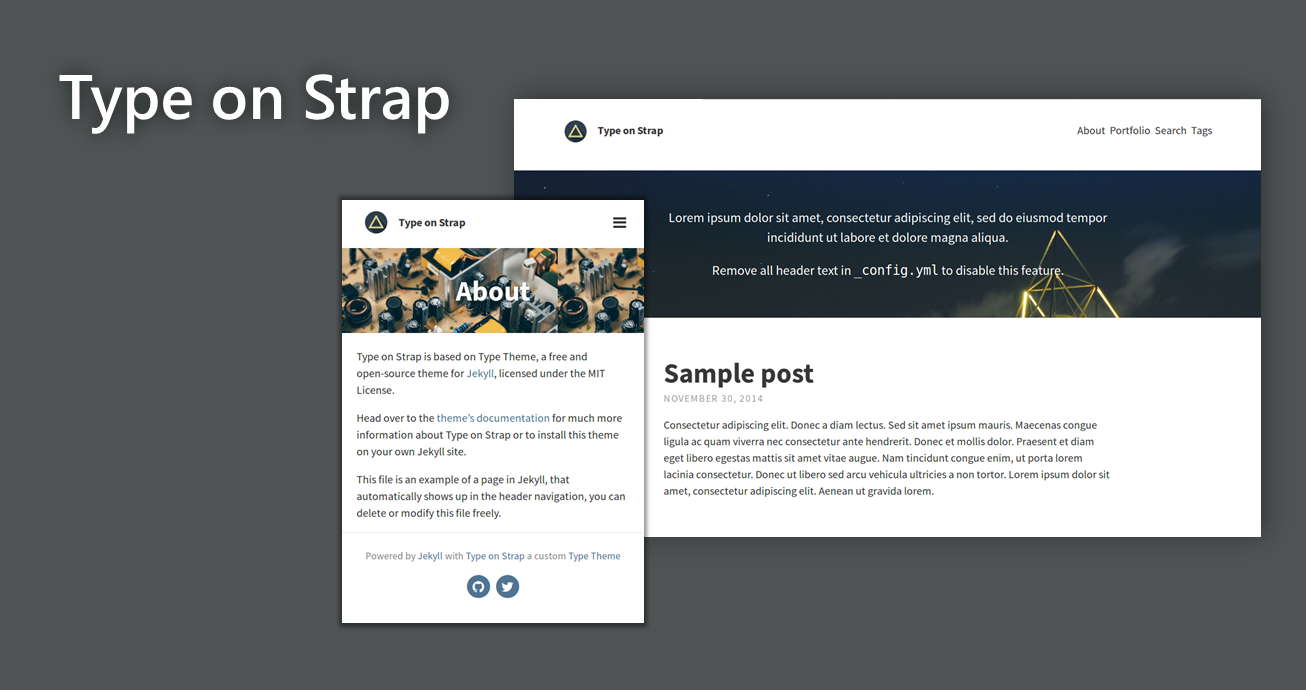 Type on Strap
Type on Strap
About Portfolio Search Tags
Lorem ipsum dolor sit amet, consectetur adipiscing elit, sed do eiusmod tempor
incididunt ut labore et dolore magna aliqua.
Remove all header text in _config.yml to disable this feature.
Sample post
NOVEMBER 30, 2014
Consectetur adipiscing elit. Donec a diam lectus. Sed sit amet ipsum mauris. Maecenas congue
ligula ac quam viverra nec consectetur ante hendrerit. Donec et mollis dolor. Praesent et diam
eget libero egestas mattis sit amet vitae augue. Nam tincidunt congue enim, ut porta lorem
lacinia consectetur. Donec ut libero sed arcu vehicula ultricies a non tortor. Lorem ipsum dolor sit
amet, consectetur adipiscing elit. Aenean ut gravida lorem.
Type on Strap
About
Type on Strap is based on Type Theme, a free and
open-source theme for Jekyll, licensed under the MIT
License.
Head over to the theme's documentation for much more
information about Type on Strap or to install this theme
on your own Jekyll site.
This file is an example of a page in Jekyll, that
automatically shows up in the header navigation, you can
delete or modify this file freely.
Powered by Jekyll with Type on Strap a custom Type Theme